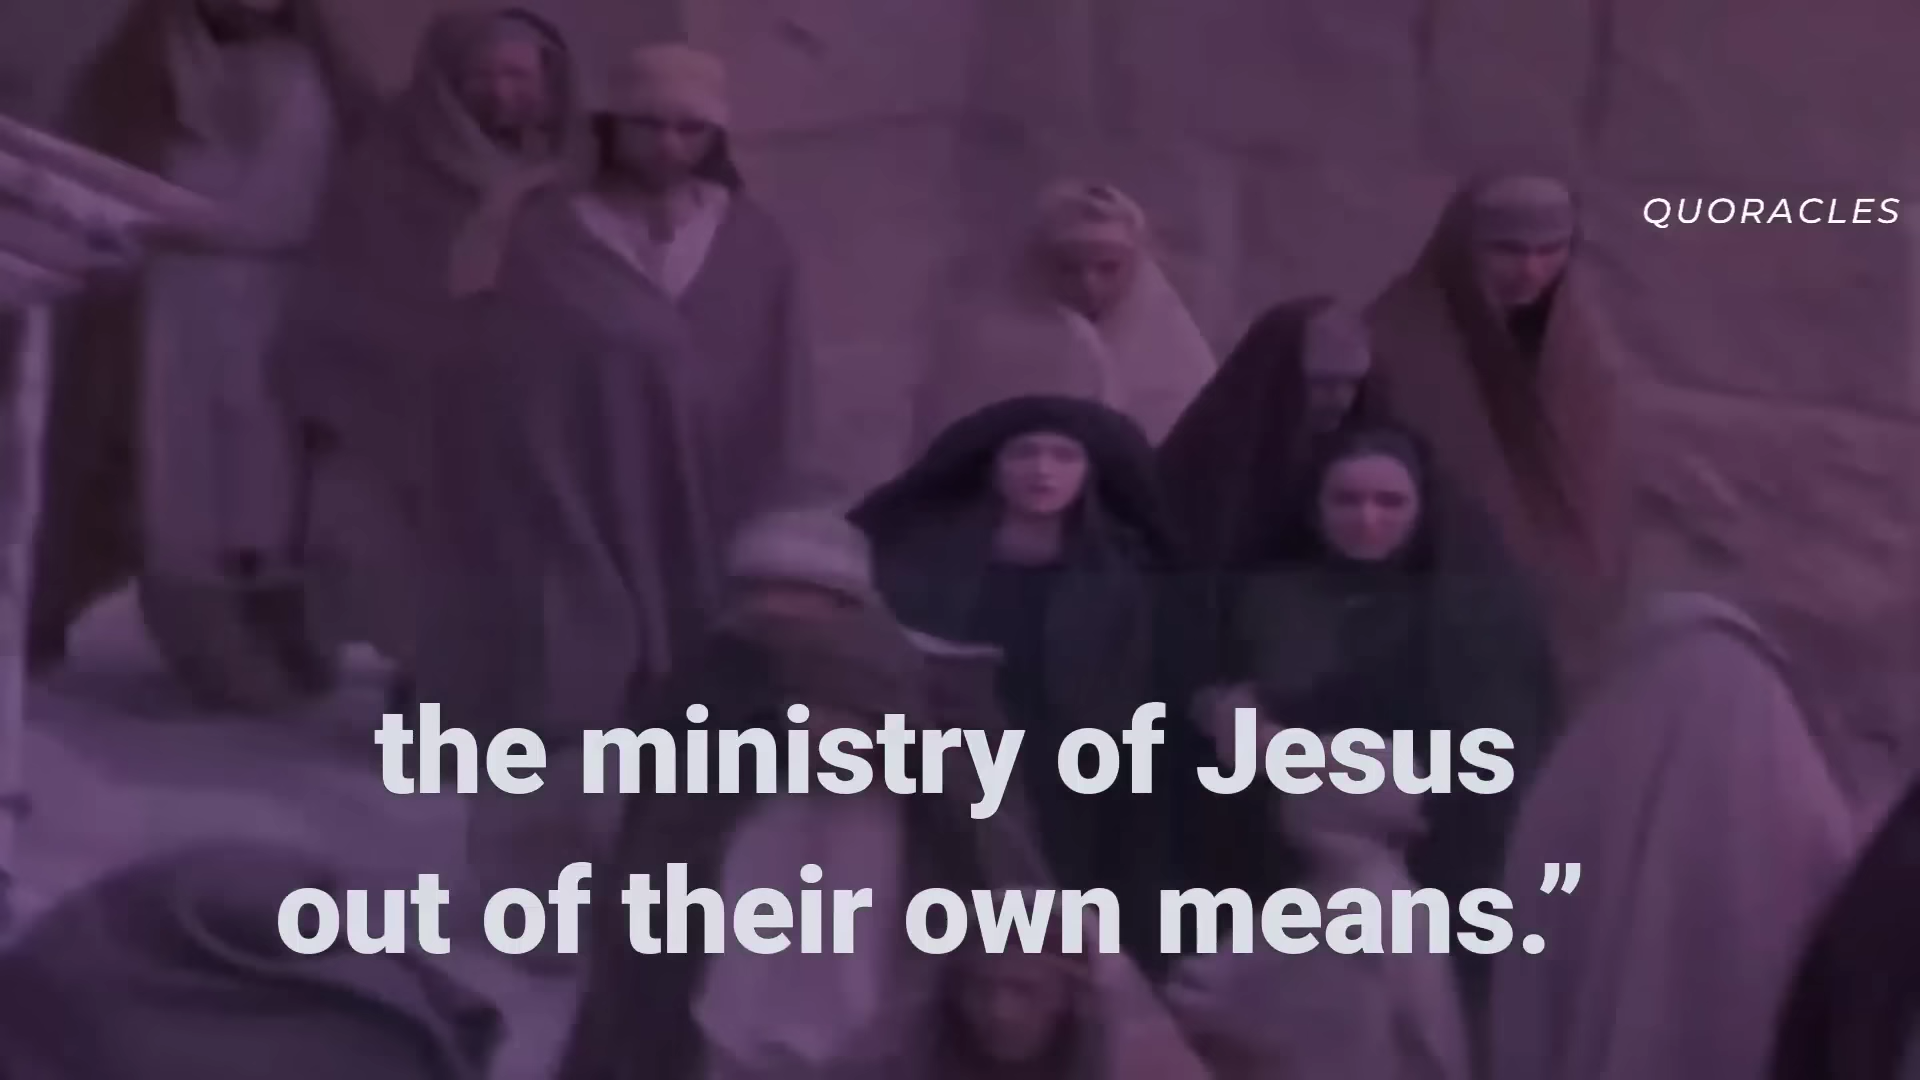 QUORACLES
the ministry of Jesus
out of their own means.”